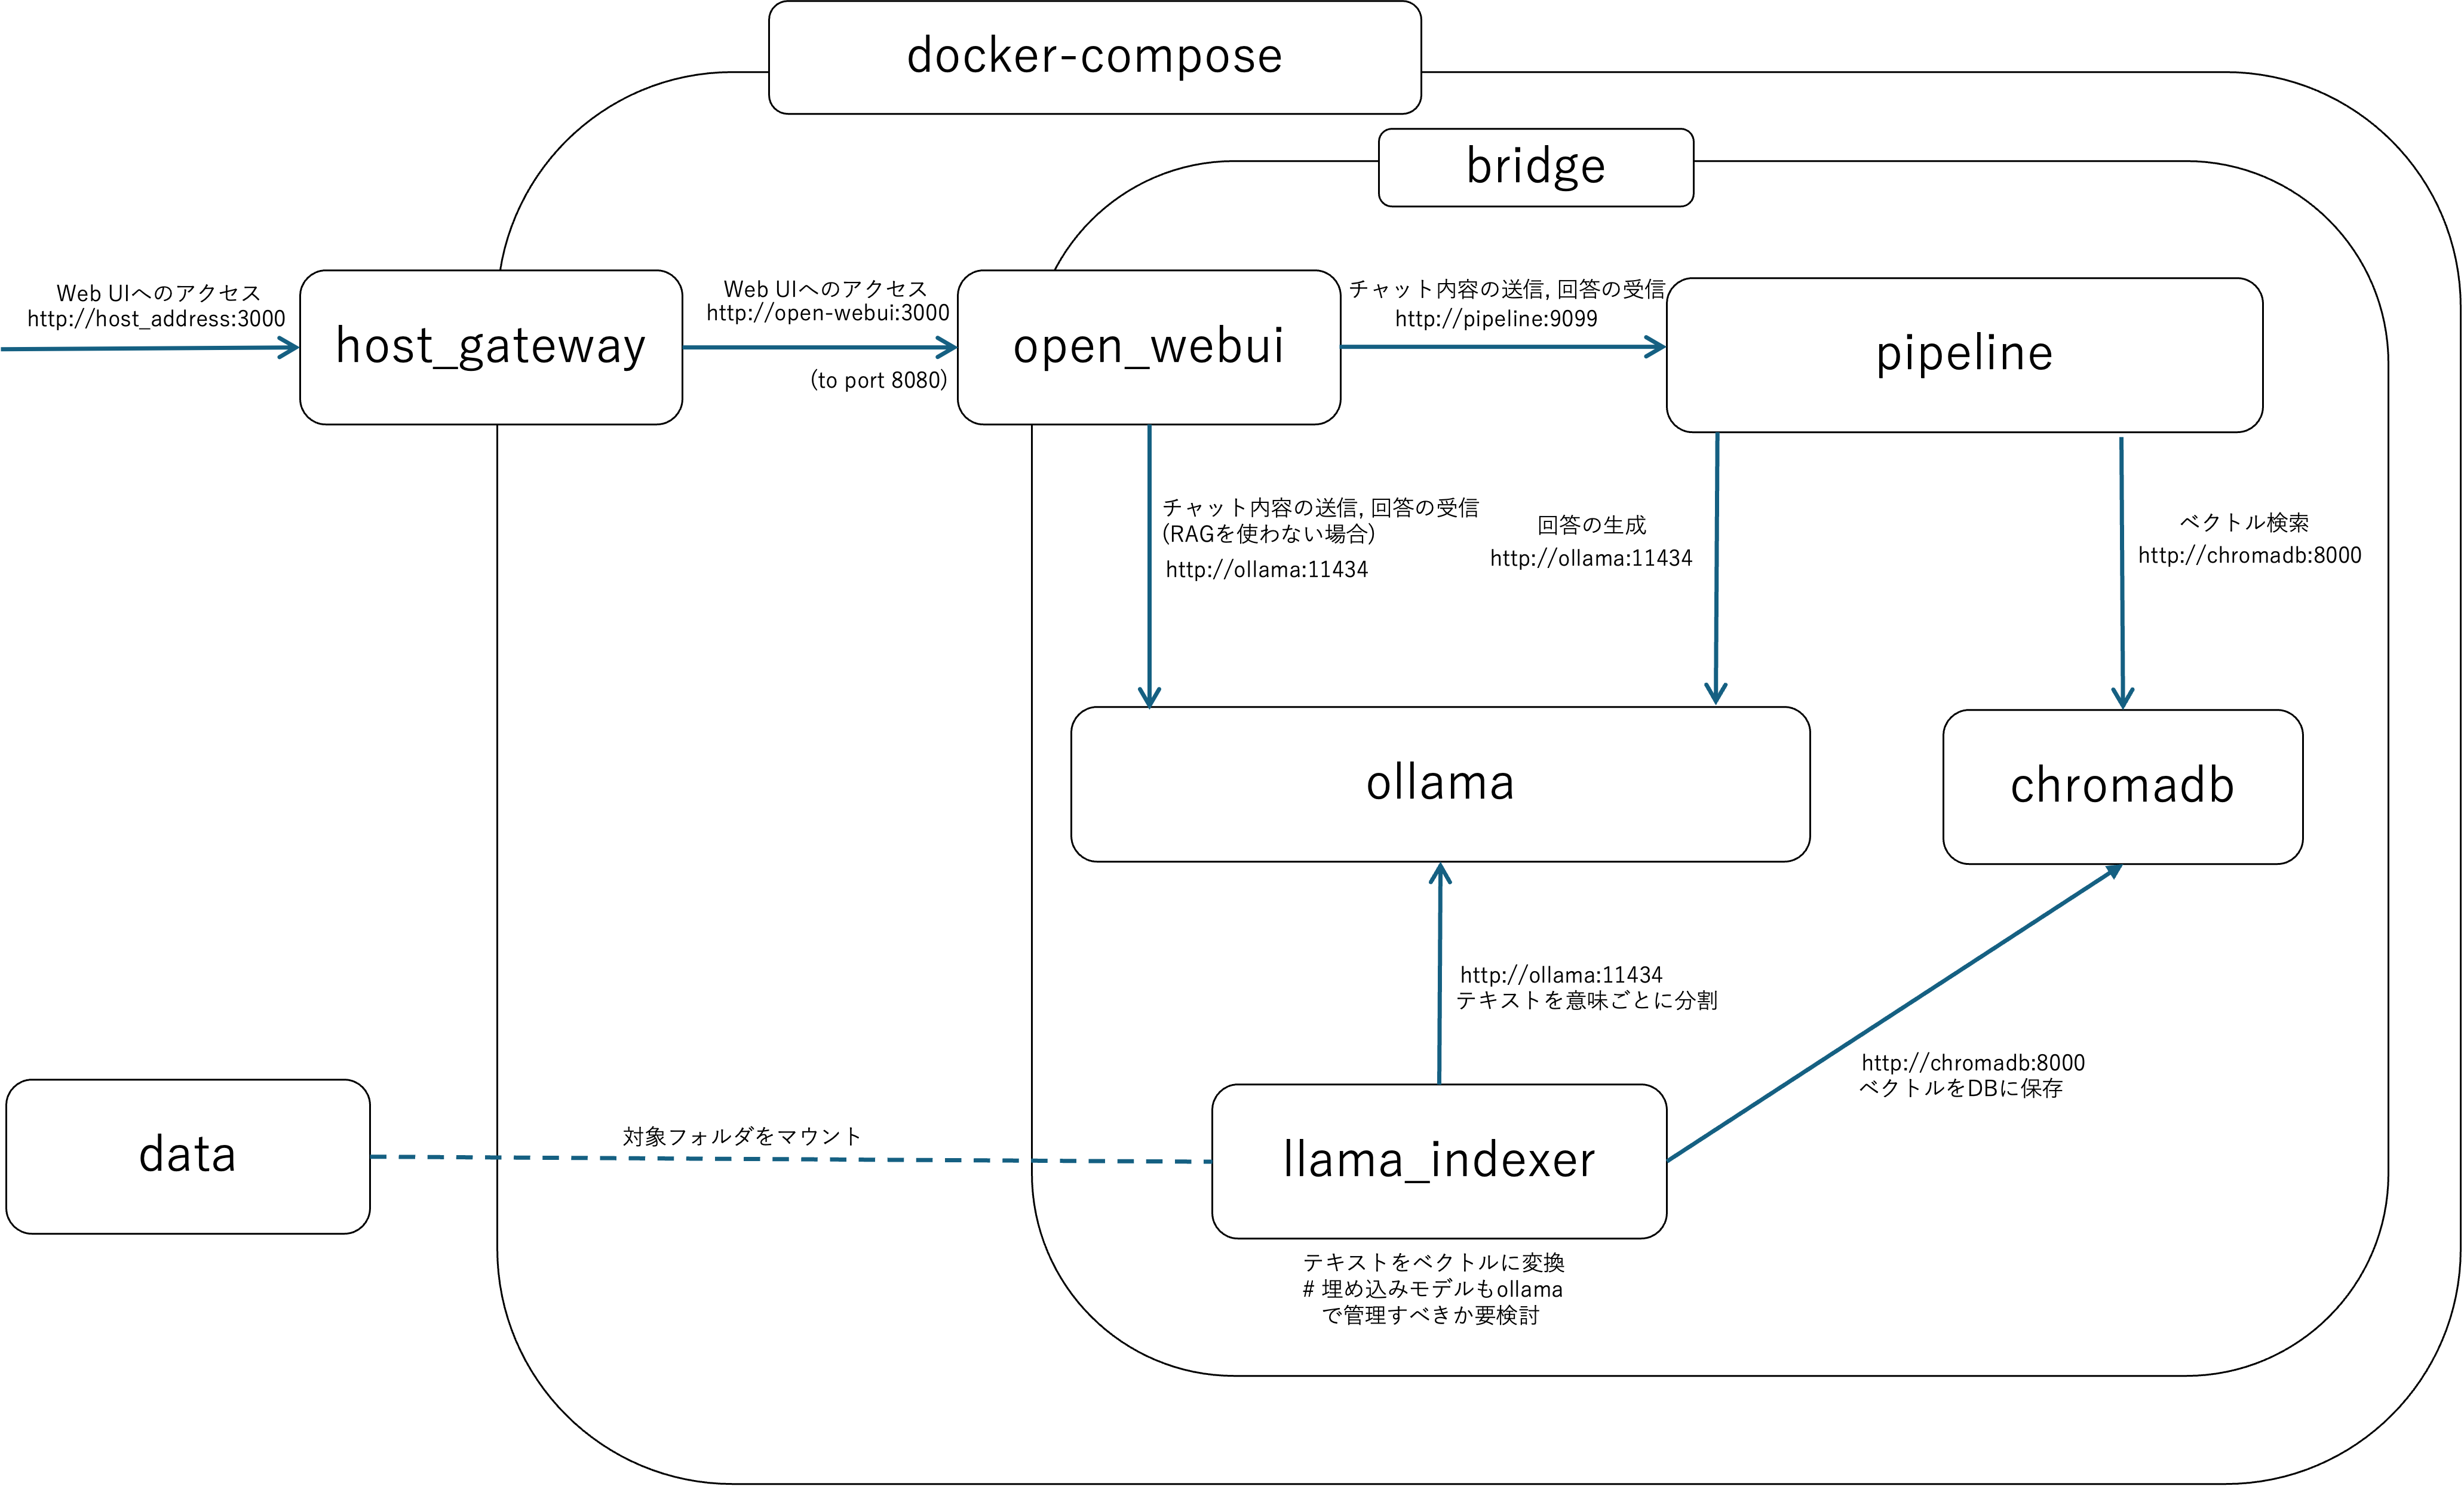 docker-compose
bridge
Web UIへのアクセス
http://host_address:3000
host_gateway
Web UIへのアクセス
http://open-webui:3000
(to port 8080)
open_webui
チャット内容の送信, 回答の受信
http://pipeline:9099
pipeline
チャット内容の送信, 回答の受信
(RAGを使わない場合)
http://ollama:11434
回答の生成
http://ollama:11434
ベクトル検索
http://chromadb:8000
ollama
chromadb
http://ollama:11434
テキストを意味ごとに分割
http://chromadb:8000
ベクトルをDBに保存
data
対象フォルダをマウント
llama_indexer
テキストをベクトルに変換
# 埋め込みモデルもollama
で管理すべきか要検討